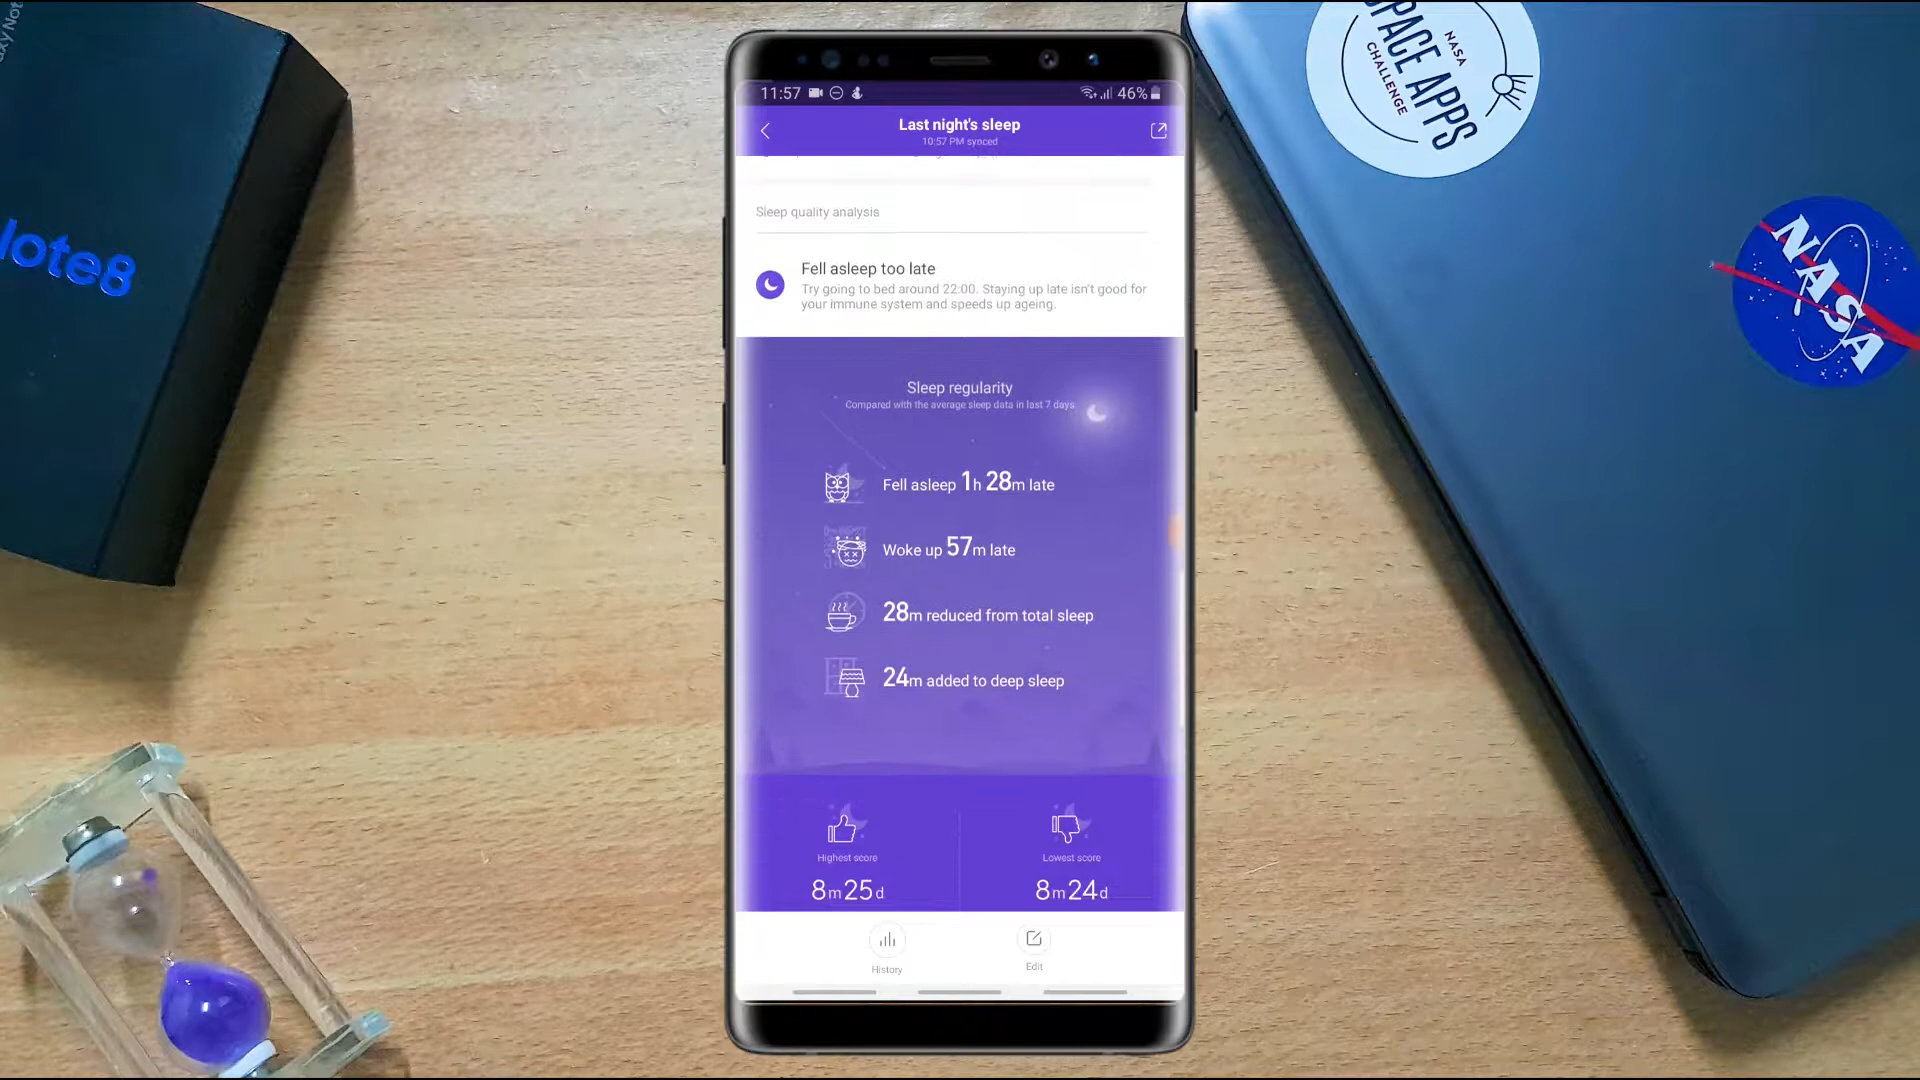 11:57
46%
Last night's sleep
10:57 PM synced
Sleep quality analysis
Fell asleep too late
Try going to bed around 22:00. Staying up late isn't good for
your immune system and speeds up ageing.
Sleep regularity
Compared with the average sleep data in last 7 days
Fell asleep 1h 28m late
Woke up 57m late
28m reduced from total sleep
24m added to deep sleep
Highest score
Lowest score
8m25d
8m24d
History
Edit
lote8
SPACE APPS
NASA
CHALLENGE
NASA